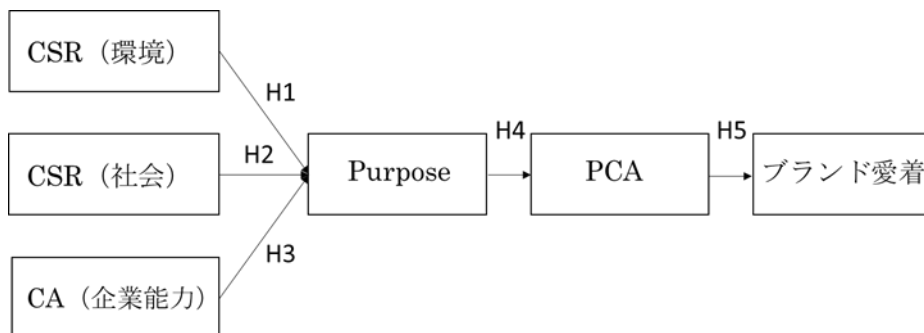 CSR（環境）
H1
CSR（社会）
H2
Purpose
H4
PCA
H5
ブランド愛着
H3
CA（企業能力）